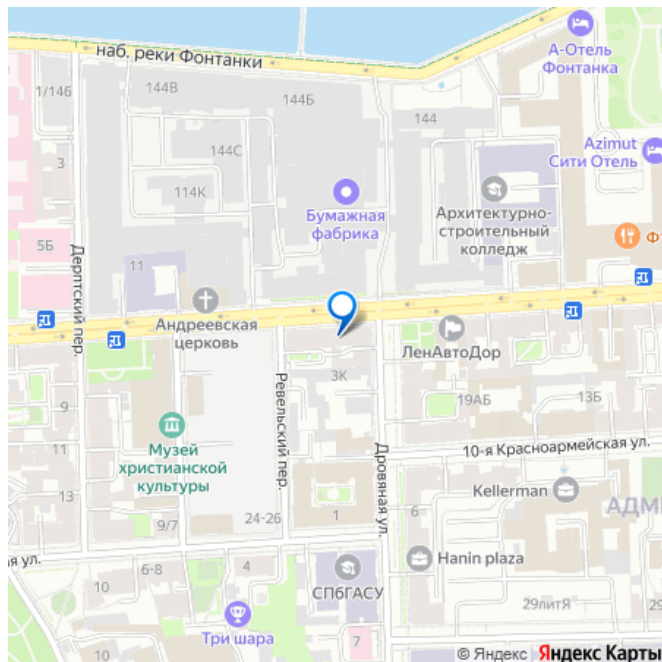 наб. реки Фонтанки
А-Отель
Фонтанка
1/146
144В
144Б
144
144С
3
114К
Azimut
Сити Отель
Бумажная
фабрика
Архитектурно-
строительный
колледж
5Б
11
Дерптский пер.
Андреевская
церковь
ЛенАвтоДор
3К
9
19АБ
13Б
Ревельский пер.
Музей
христианской
культуры
11
10-я Красноармейская ул.
Дровяная ул.
13
Kellerman
9/7
24-26
1
6
АДМ
ул.
10
6-8
4
СПбГАСУ
Hanin plaza
10
Три шара
7
29литЯ
© Яндекс Яндекс Карты